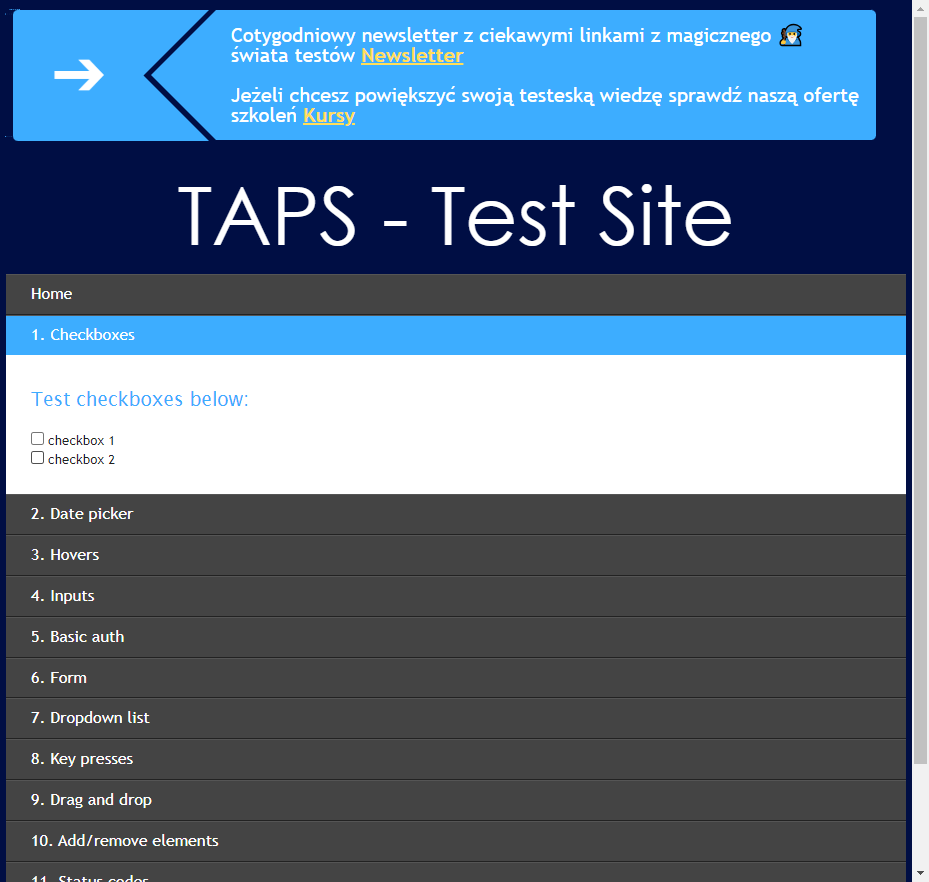 Cotygodniowy newsletter z ciekawymi linkami z magicznego
świata testów Newsletter
Jeżeli chcesz powiększyć swoją testeską wiedzę sprawdź naszą ofertę
szkoleń Kursy
TAPS - Test Site
Home
1. Checkboxes
Test checkboxes below:
checkbox 1
checkbox 2
2. Date picker
3. Hovers
4. Inputs
5. Basic auth
6. Form
7. Dropdown list
8. Key presses
9. Drag and drop
10. Add/remove elements
11. Status codes